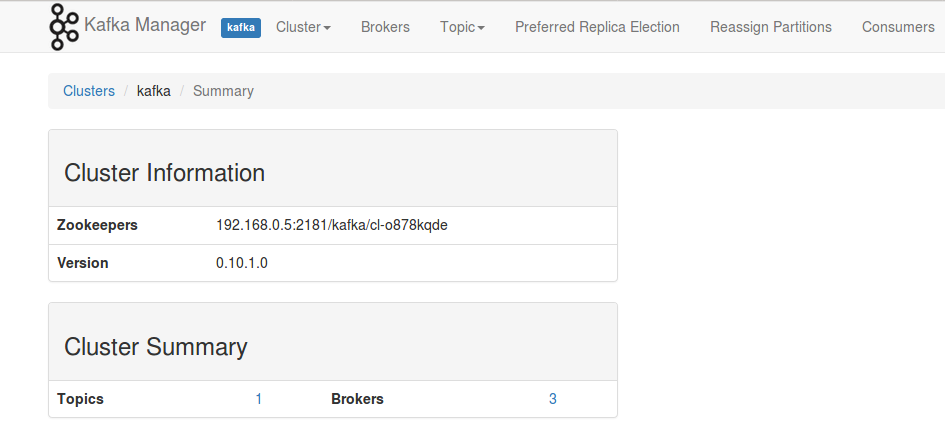 Kafka Manager kafka Cluster Brokers Topic Preferred Replica Election Reassign Partitions Consumers
Clusters / kafka / Summary
Cluster Information
Zookeepers 192.168.0.5:2181/kafka/cl-o878kqde
Version 0.10.1.0
Cluster Summary
Topics 1 Brokers 3